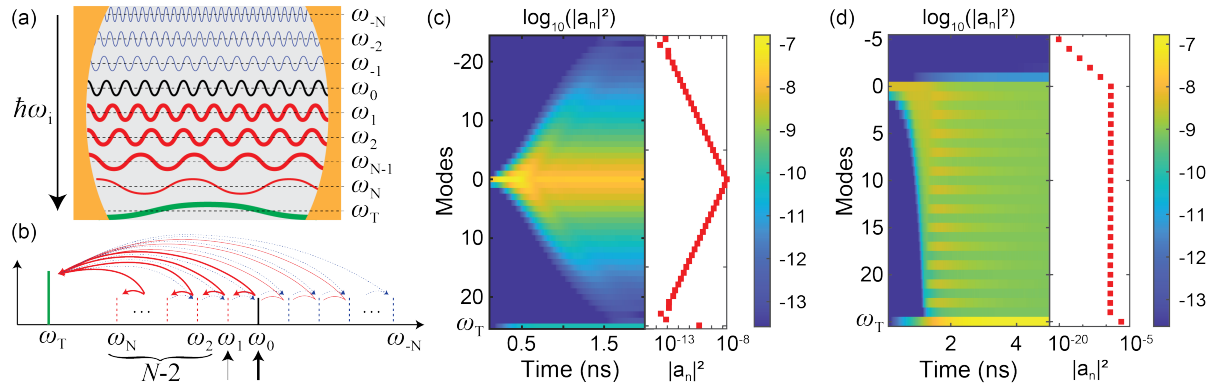 (a)
ω-N
ω-2
ω-1
ω0
ω1
ω2
ωN-1
ωN
ωT
ħωi
(b)
... ...
ωT ωN ω2 ω1 ω0 ω-N
N-2
(c) log10(|an|²)
Modes
-20
-10
0
10
20
ωT
0.5 1.5
Time (ns)
10-13 10-8
|an|²
-7
-8
-9
-10
-11
-12
-13
(d) log10(|an|²)
Modes
-5
0
5
10
15
20
ωT
2 4
Time (ns)
10-20 10-5
|an|²
-7
-8
-9
-10
-11
-12
-13